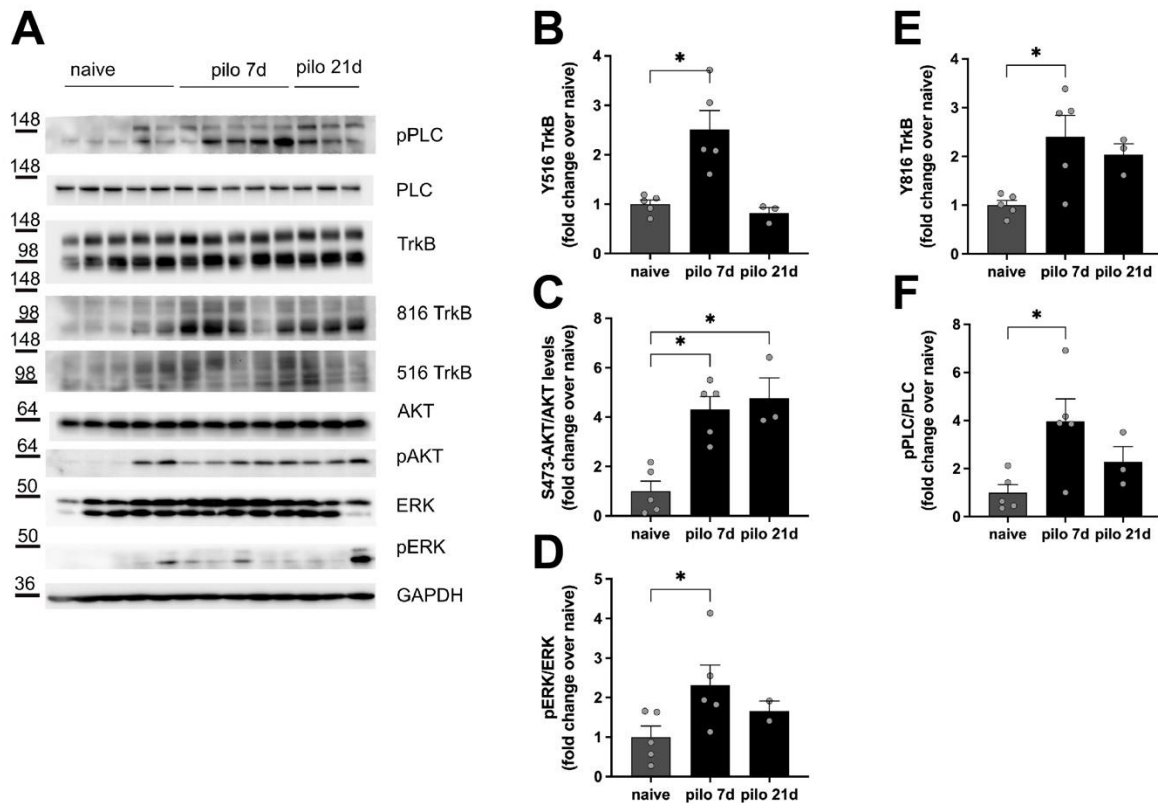 A
naive
pilo 7d
pilo 21d
148
pPLC
148
PLC
148
TrkB
98
148
98
816 TrkB
148
98
516 TrkB
64
AKT
64
pAKT
50
ERK
50
pERK
36
GAPDH
B
Y516 TrkB
(fold change over naive)
4
3
2
1
0
*
naive
pilo 7d
pilo 21d
C
S473-AKT/AKT levels
(fold change over naive)
8
6
4
2
0
*
*
naive
pilo 7d
pilo 21d
D
pERK/ERK
(fold change over naive)
5
4
3
2
1
0
*
naive
pilo 7d
pilo 21d
E
Y816 TrkB
(fold change over naive)
4
3
2
1
0
*
naive
pilo 7d
pilo 21d
F
pPLC/PLC
(fold change over naive)
8
6
4
2
0
*
naive
pilo 7d
pilo 21d